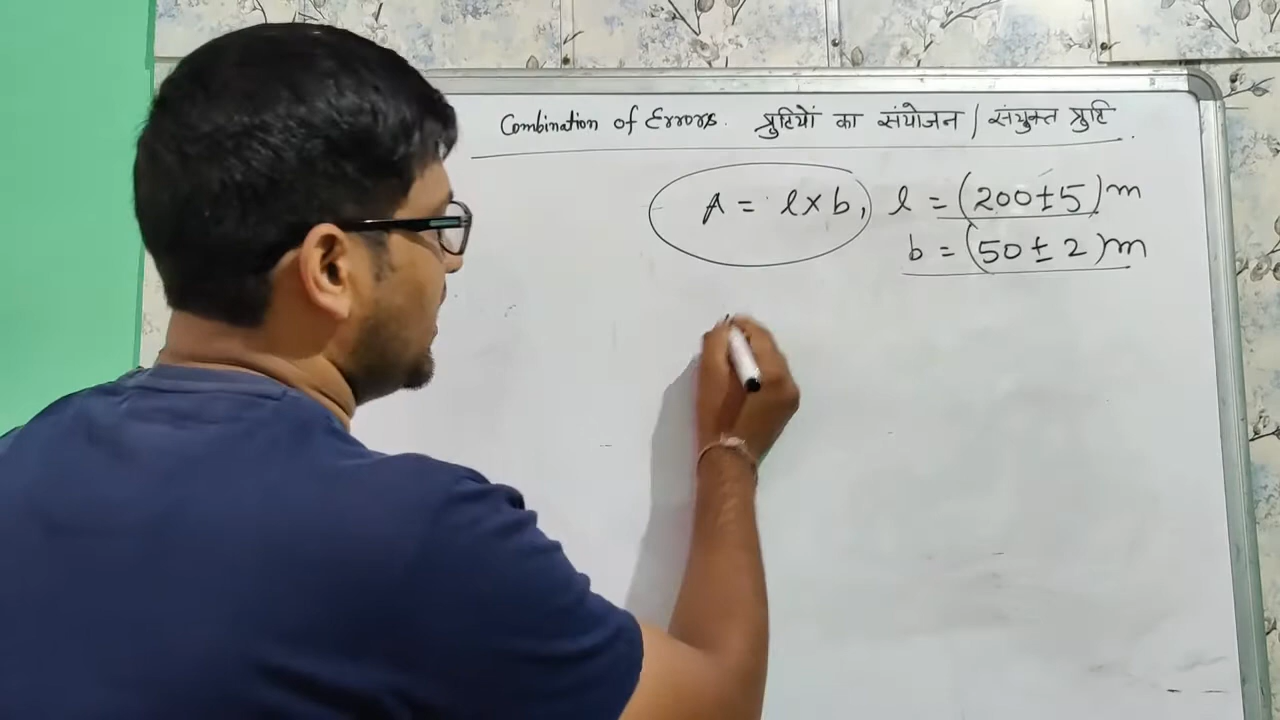 Combination of Errors. त्रुटियों का संयोजन / संयुक्त त्रुटि
A = l × b, l = (200 ± 5) m
b = (50 ± 2) m